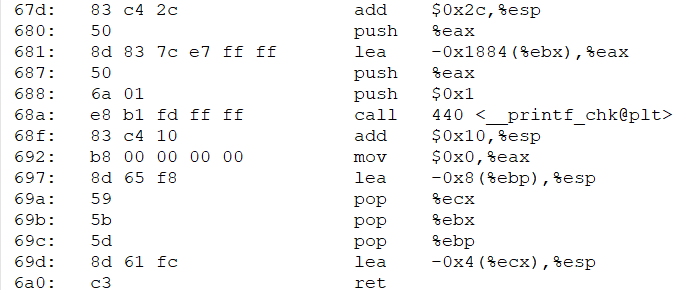 67d: 83 c4 2c add $0x2c,%esp
680: 50 push %eax
681: 8d 83 7c e7 ff ff lea -0x1884(%ebx),%eax
687: 50 push %eax
688: 6a 01 push $0x1
68a: e8 b1 fd ff ff call 440 <__printf_chk@plt>
68f: 83 c4 10 add $0x10,%esp
692: b8 00 00 00 00 mov $0x0,%eax
697: 8d 65 f8 lea -0x8(%ebp),%esp
69a: 59 pop %ecx
69b: 5b pop %ebx
69c: 5d pop %ebp
69d: 8d 61 fc lea -0x4(%ecx),%esp
6a0: c3 ret